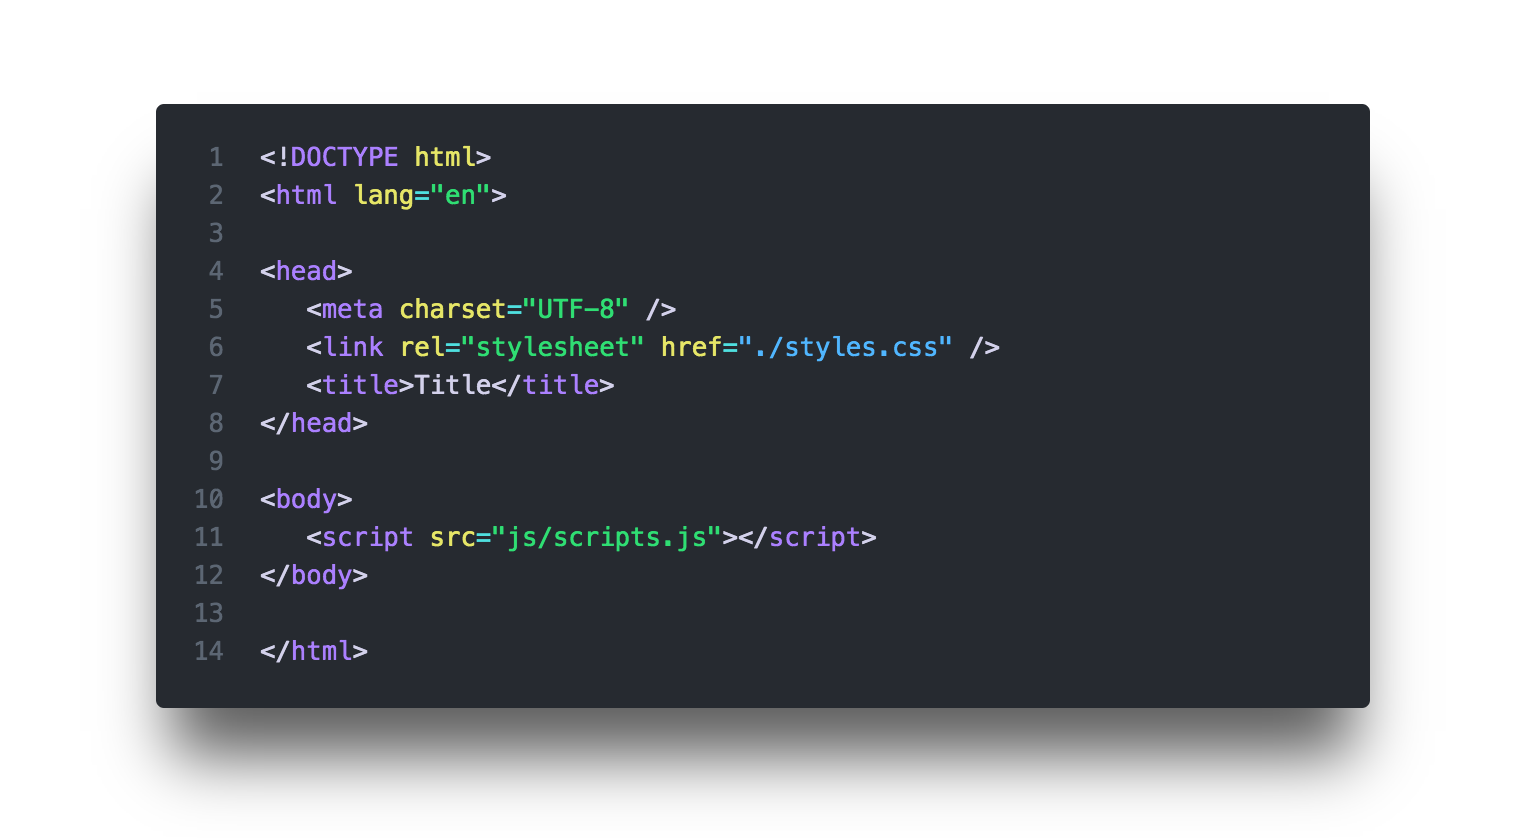 1 <!DOCTYPE html>
2 <html lang="en">
3
4 <head>
5    <meta charset="UTF-8" />
6    <link rel="stylesheet" href="./styles.css" />
7    <title>Title</title>
8 </head>
9
10 <body>
11    <script src="js/scripts.js"></script>
12 </body>
13
14 </html>